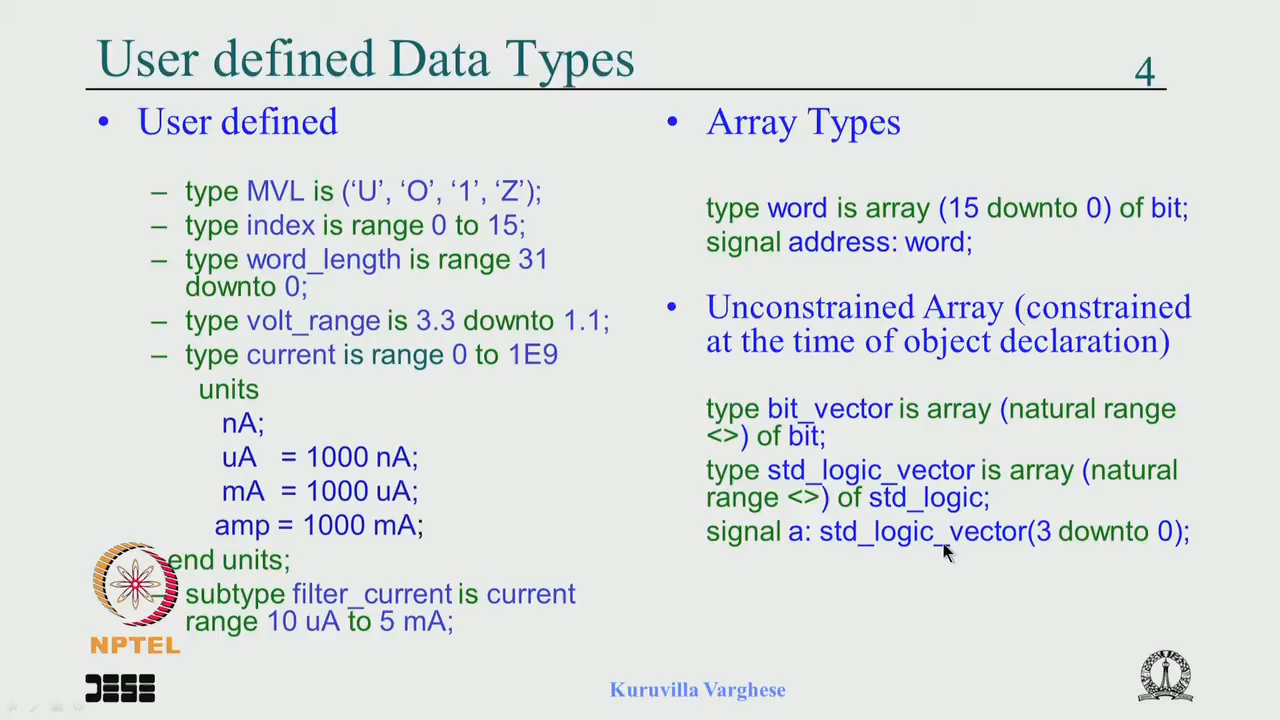 User defined Data Types
4
• User defined
– type MVL is (‘U’, ‘O’, ‘1’, ‘Z’);
– type index is range 0 to 15;
– type word_length is range 31
downto 0;
– type volt_range is 3.3 downto 1.1;
– type current is range 0 to 1E9
units
nA;
uA = 1000 nA;
mA = 1000 uA;
amp = 1000 mA;
end units;
– subtype filter_current is current
range 10 uA to 5 mA;
• Array Types
type word is array (15 downto 0) of bit;
signal address: word;
• Unconstrained Array (constrained
at the time of object declaration)
type bit_vector is array (natural range
<>) of bit;
type std_logic_vector is array (natural
range <>) of std_logic;
signal a: std_logic_vector(3 downto 0);
NPTEL
DESE
Kuruvilla Varghese